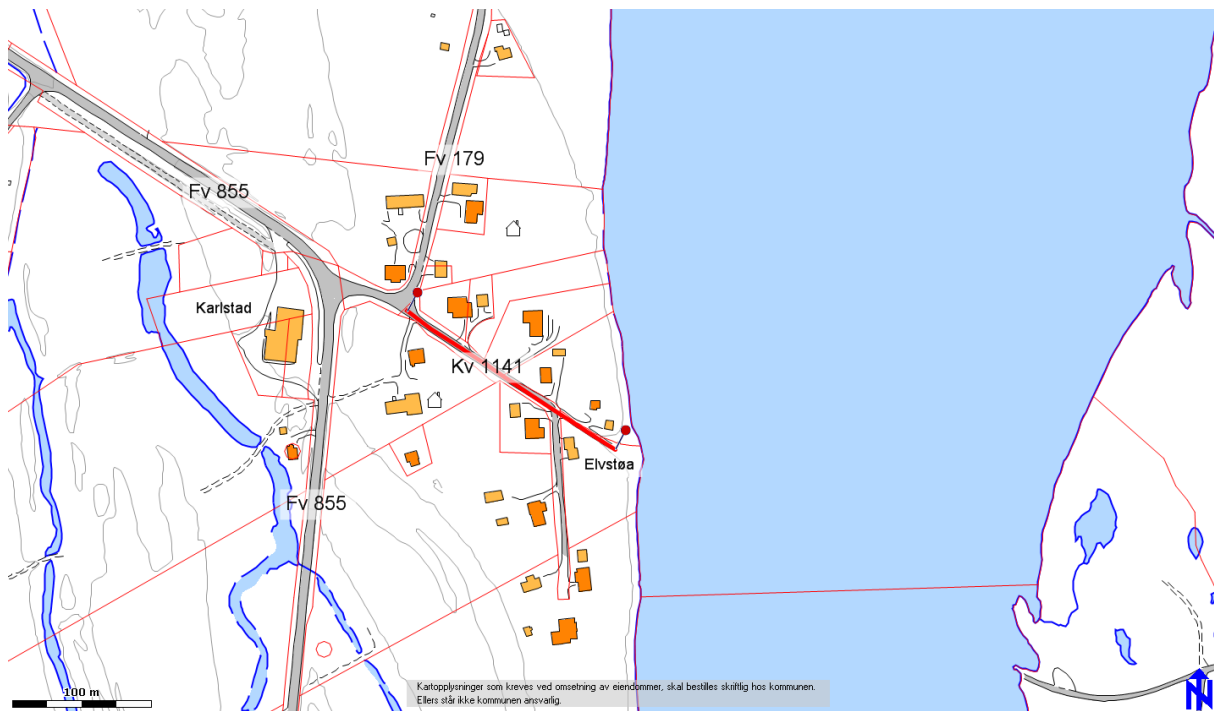 Fv 179
Fv 855
Karlstad
Kv 1141
Elvstøa
Fv 855
100 m
Kartopplysninger som kreves ved omsetning av eiendommer, skal bestilles skriftlig hos kommunen.
Ellers står ikke kommunen ansvarlig.
N